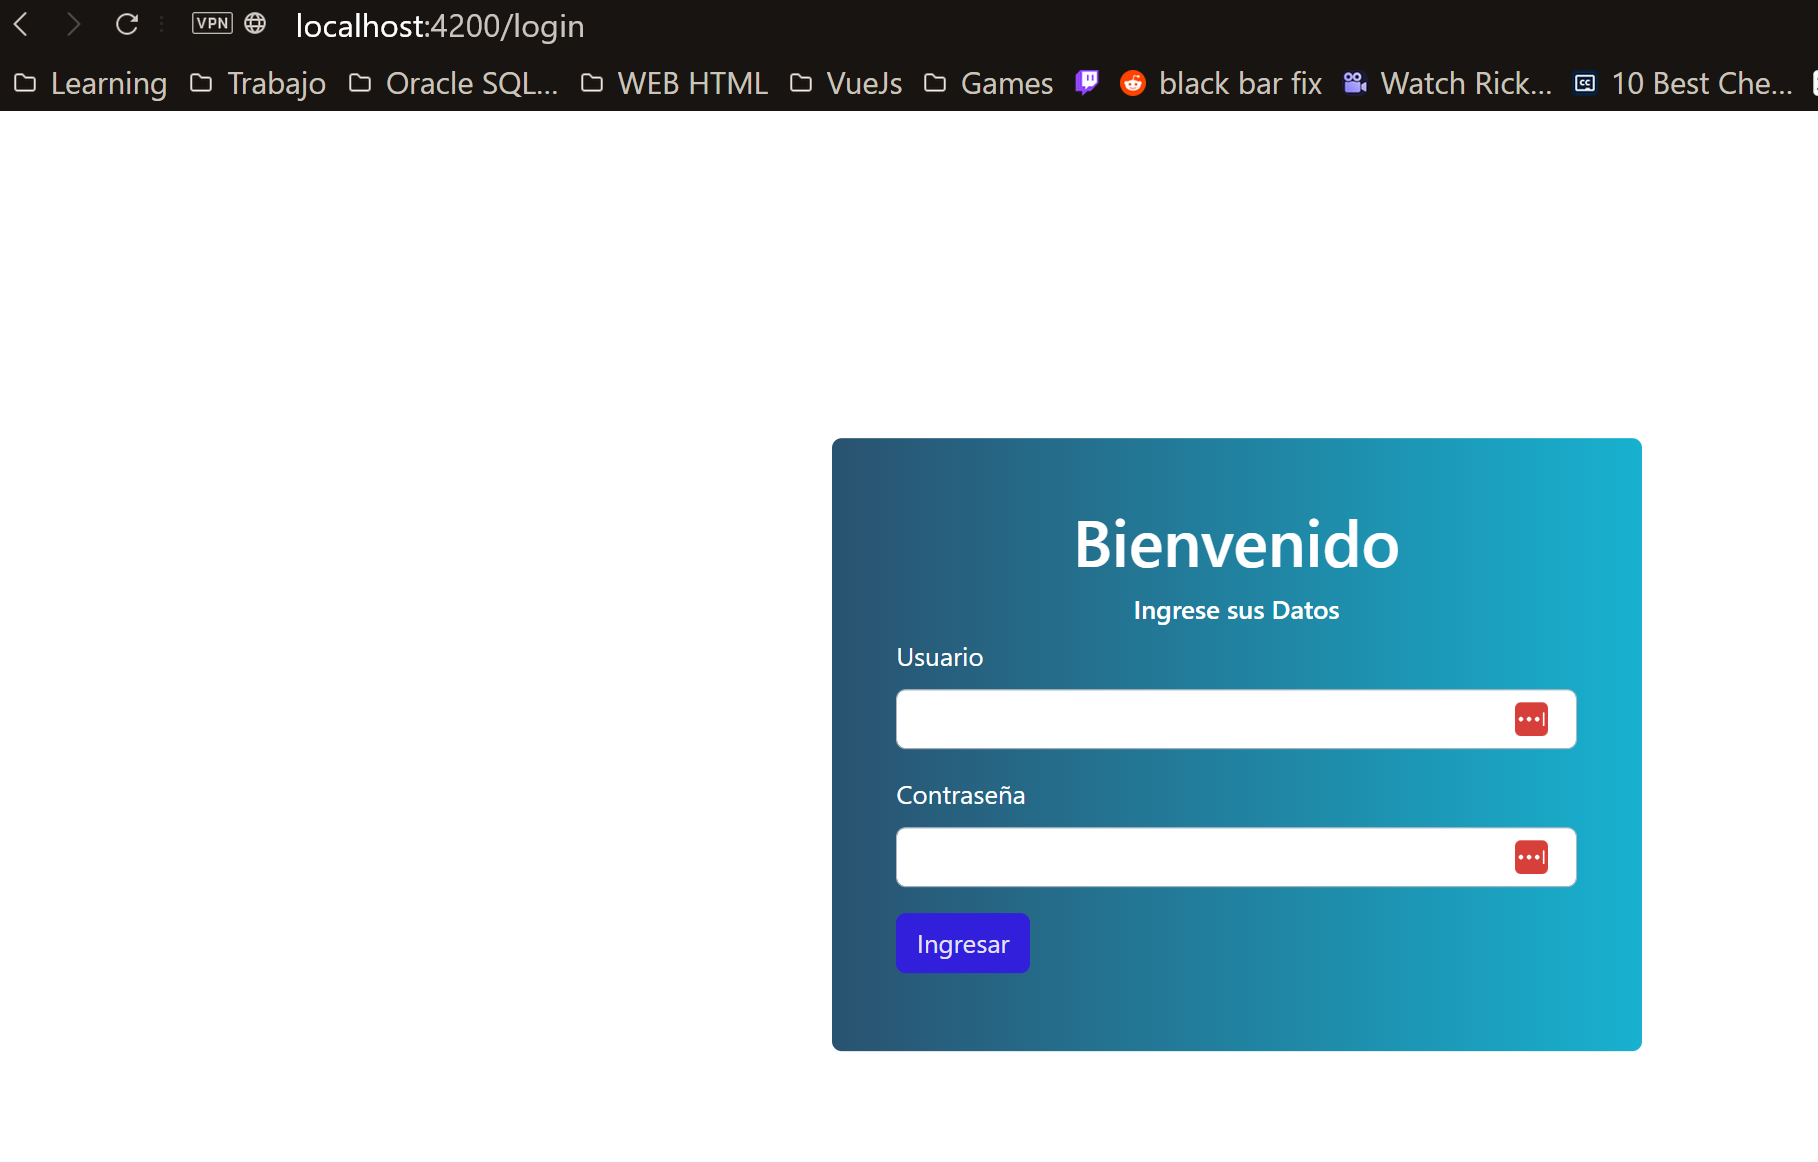 VPN localhost:4200/login
Learning Trabajo Oracle SQL... WEB HTML VueJs Games black bar fix Watch Rick... 10 Best Che...
Bienvenido
Ingrese sus Datos
Usuario
Contraseña
Ingresar